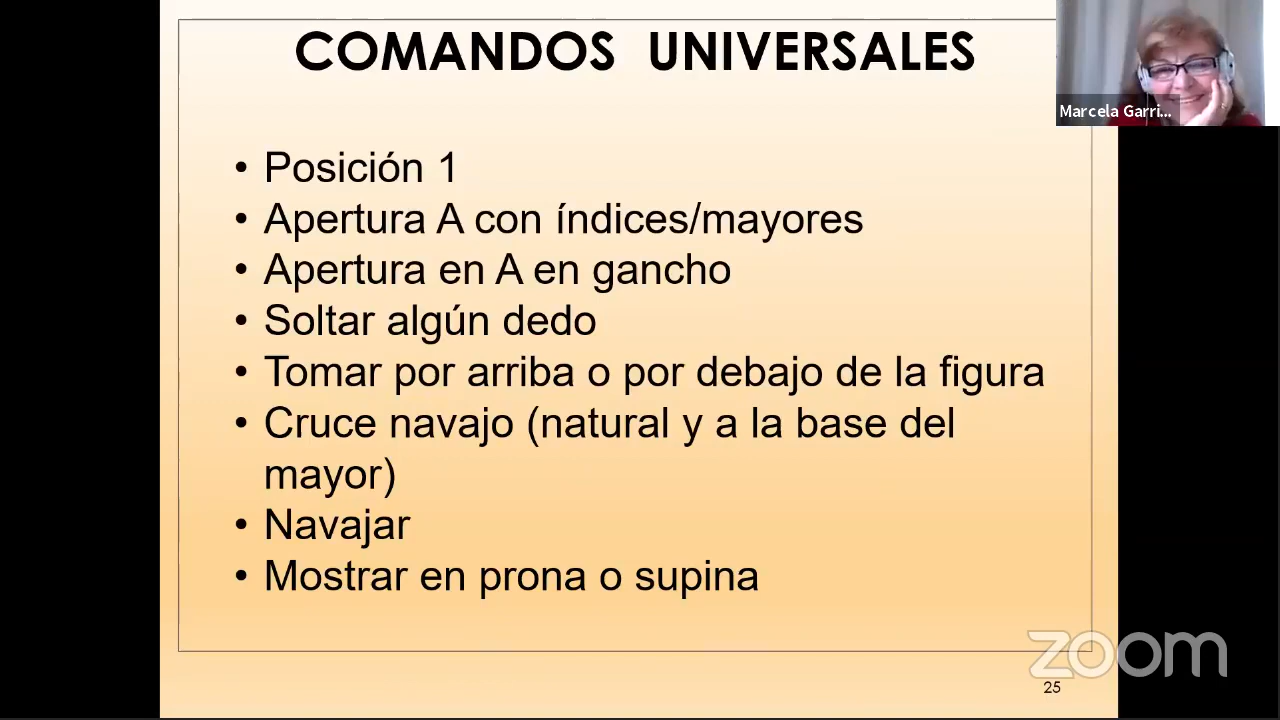 COMANDOS UNIVERSALES
Marcela Garri...
• Posición 1
• Apertura A con índices/mayores
• Apertura en A en gancho
• Soltar algún dedo
• Tomar por arriba o por debajo de la figura
• Cruce navajo (natural y a la base del
mayor)
• Navajar
• Mostrar en prona o supina
zoom
25